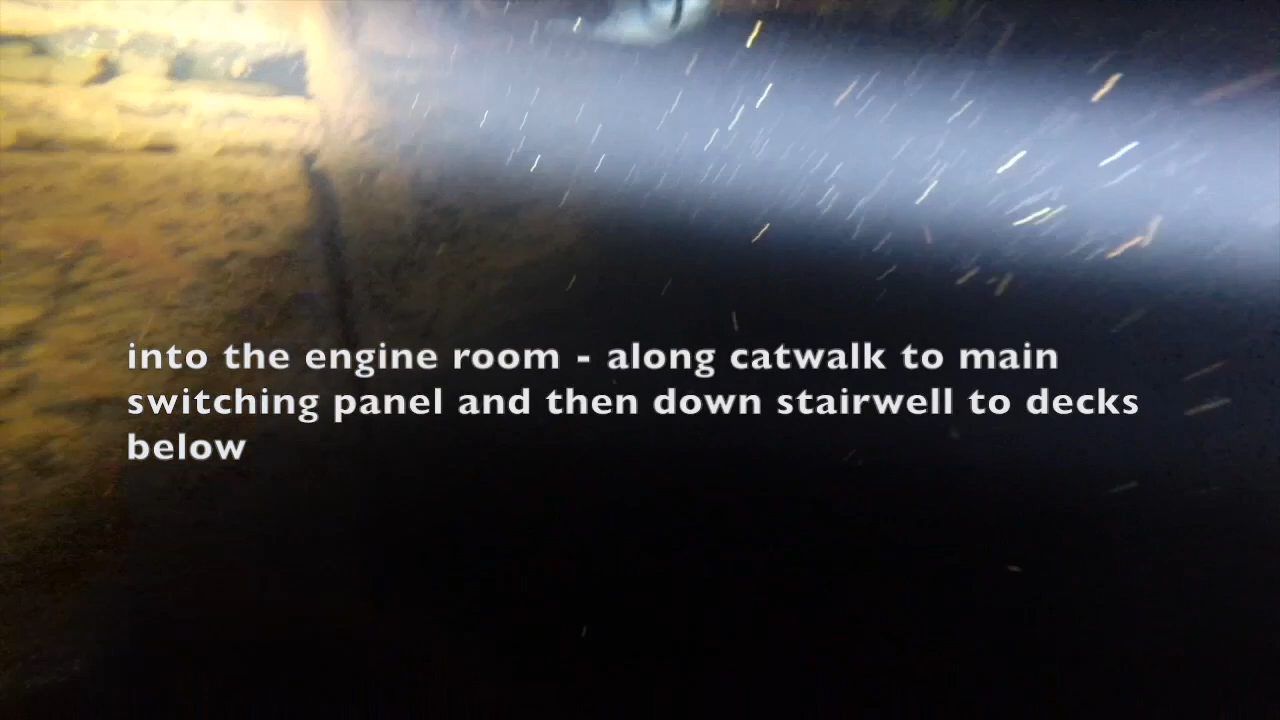 into the engine room - along catwalk to main
switching panel and then down stairwell to decks
below